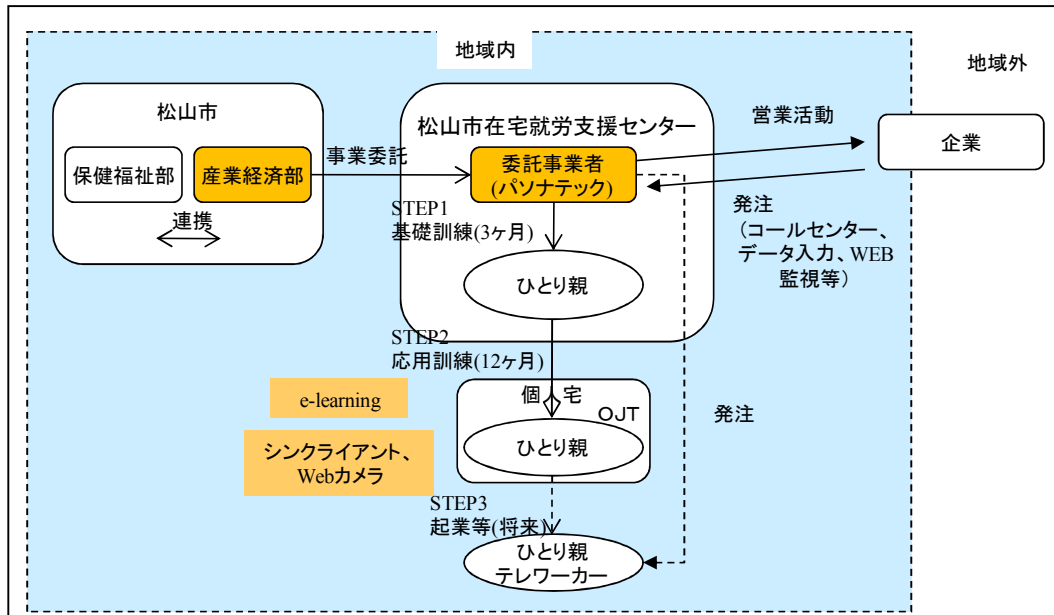 地域内
地域外
松山市
保健福祉部
産業経済部
連携
事業委託
松山市在宅就労支援センター
委託事業者
(パソナテック)
営業活動
企業
発注
（コールセンター、
データ入力、WEB
監視等）
STEP1
基礎訓練(3ヶ月)
ひとり親
STEP2
応用訓練(12ヶ月)
個 宅
OJT
ひとり親
e-learning
シンクライアント、
Webカメラ
発注
STEP3
起業等(将来)
ひとり親
テレワーカー